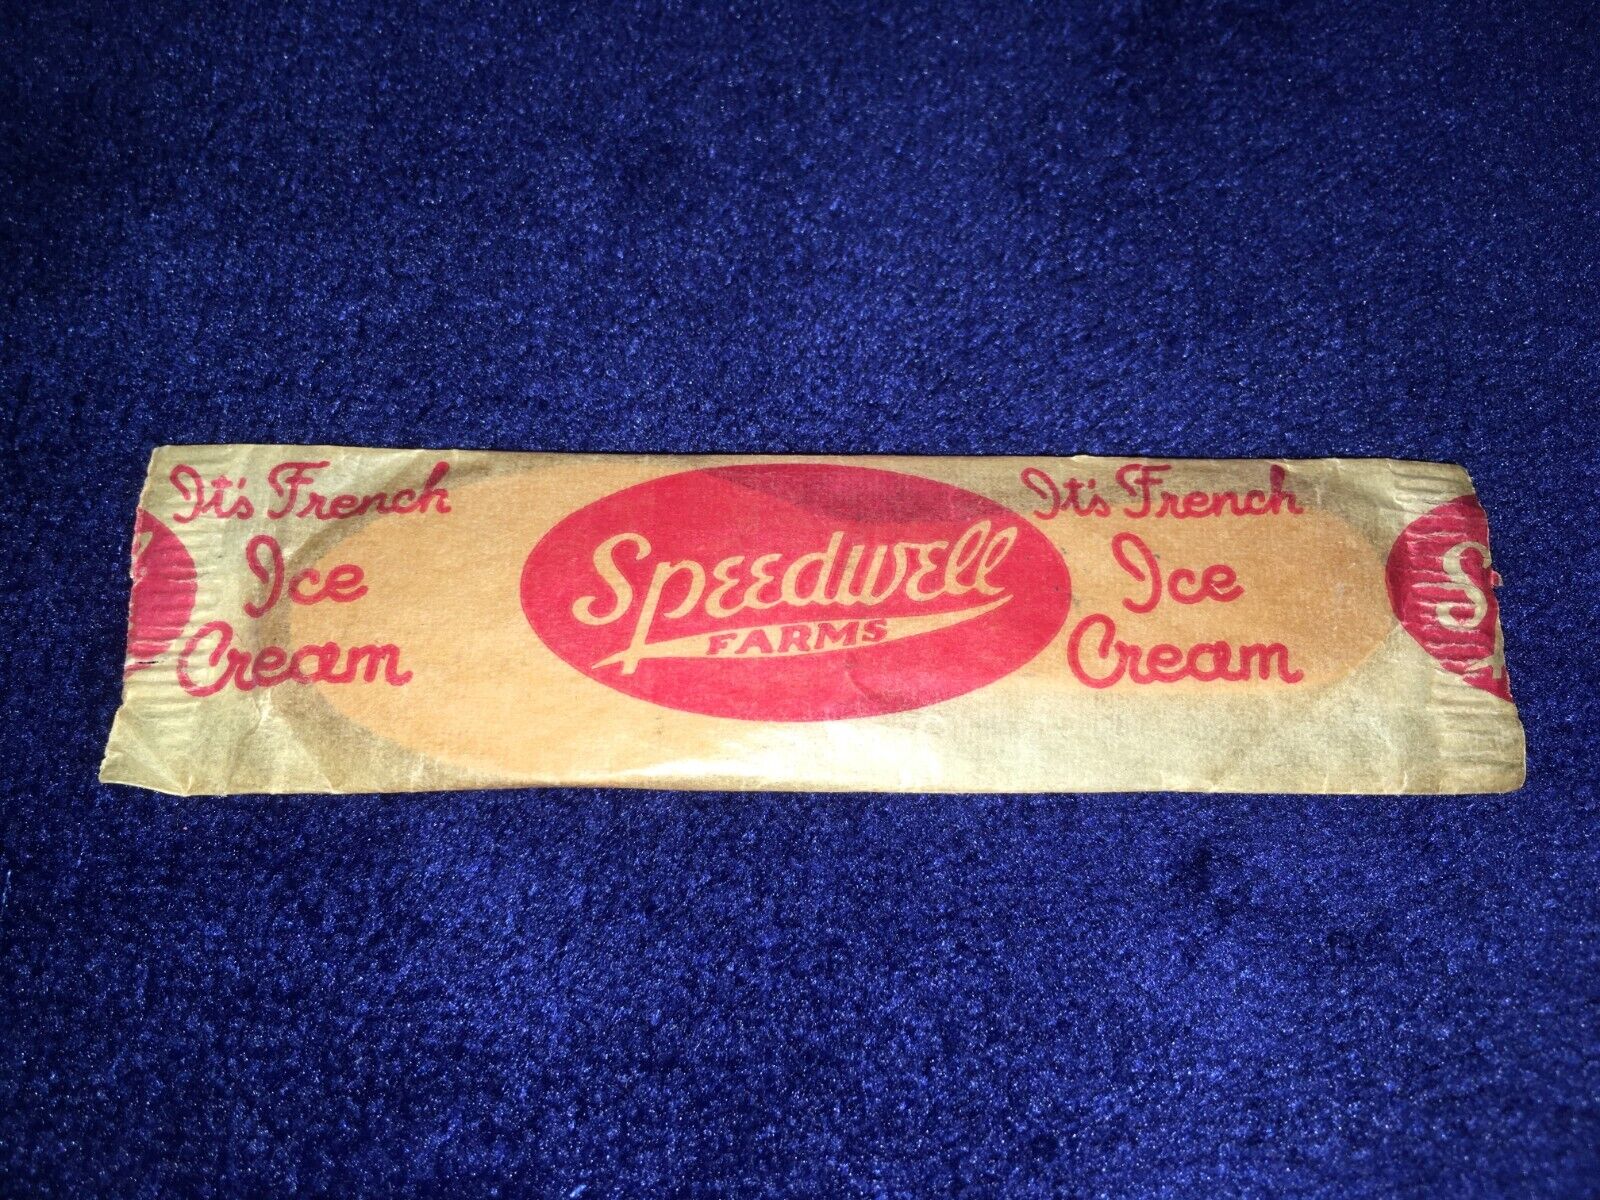 It's French
Ice
Cream
Speedwell
FARMS
It's French
Ice
Cream
S